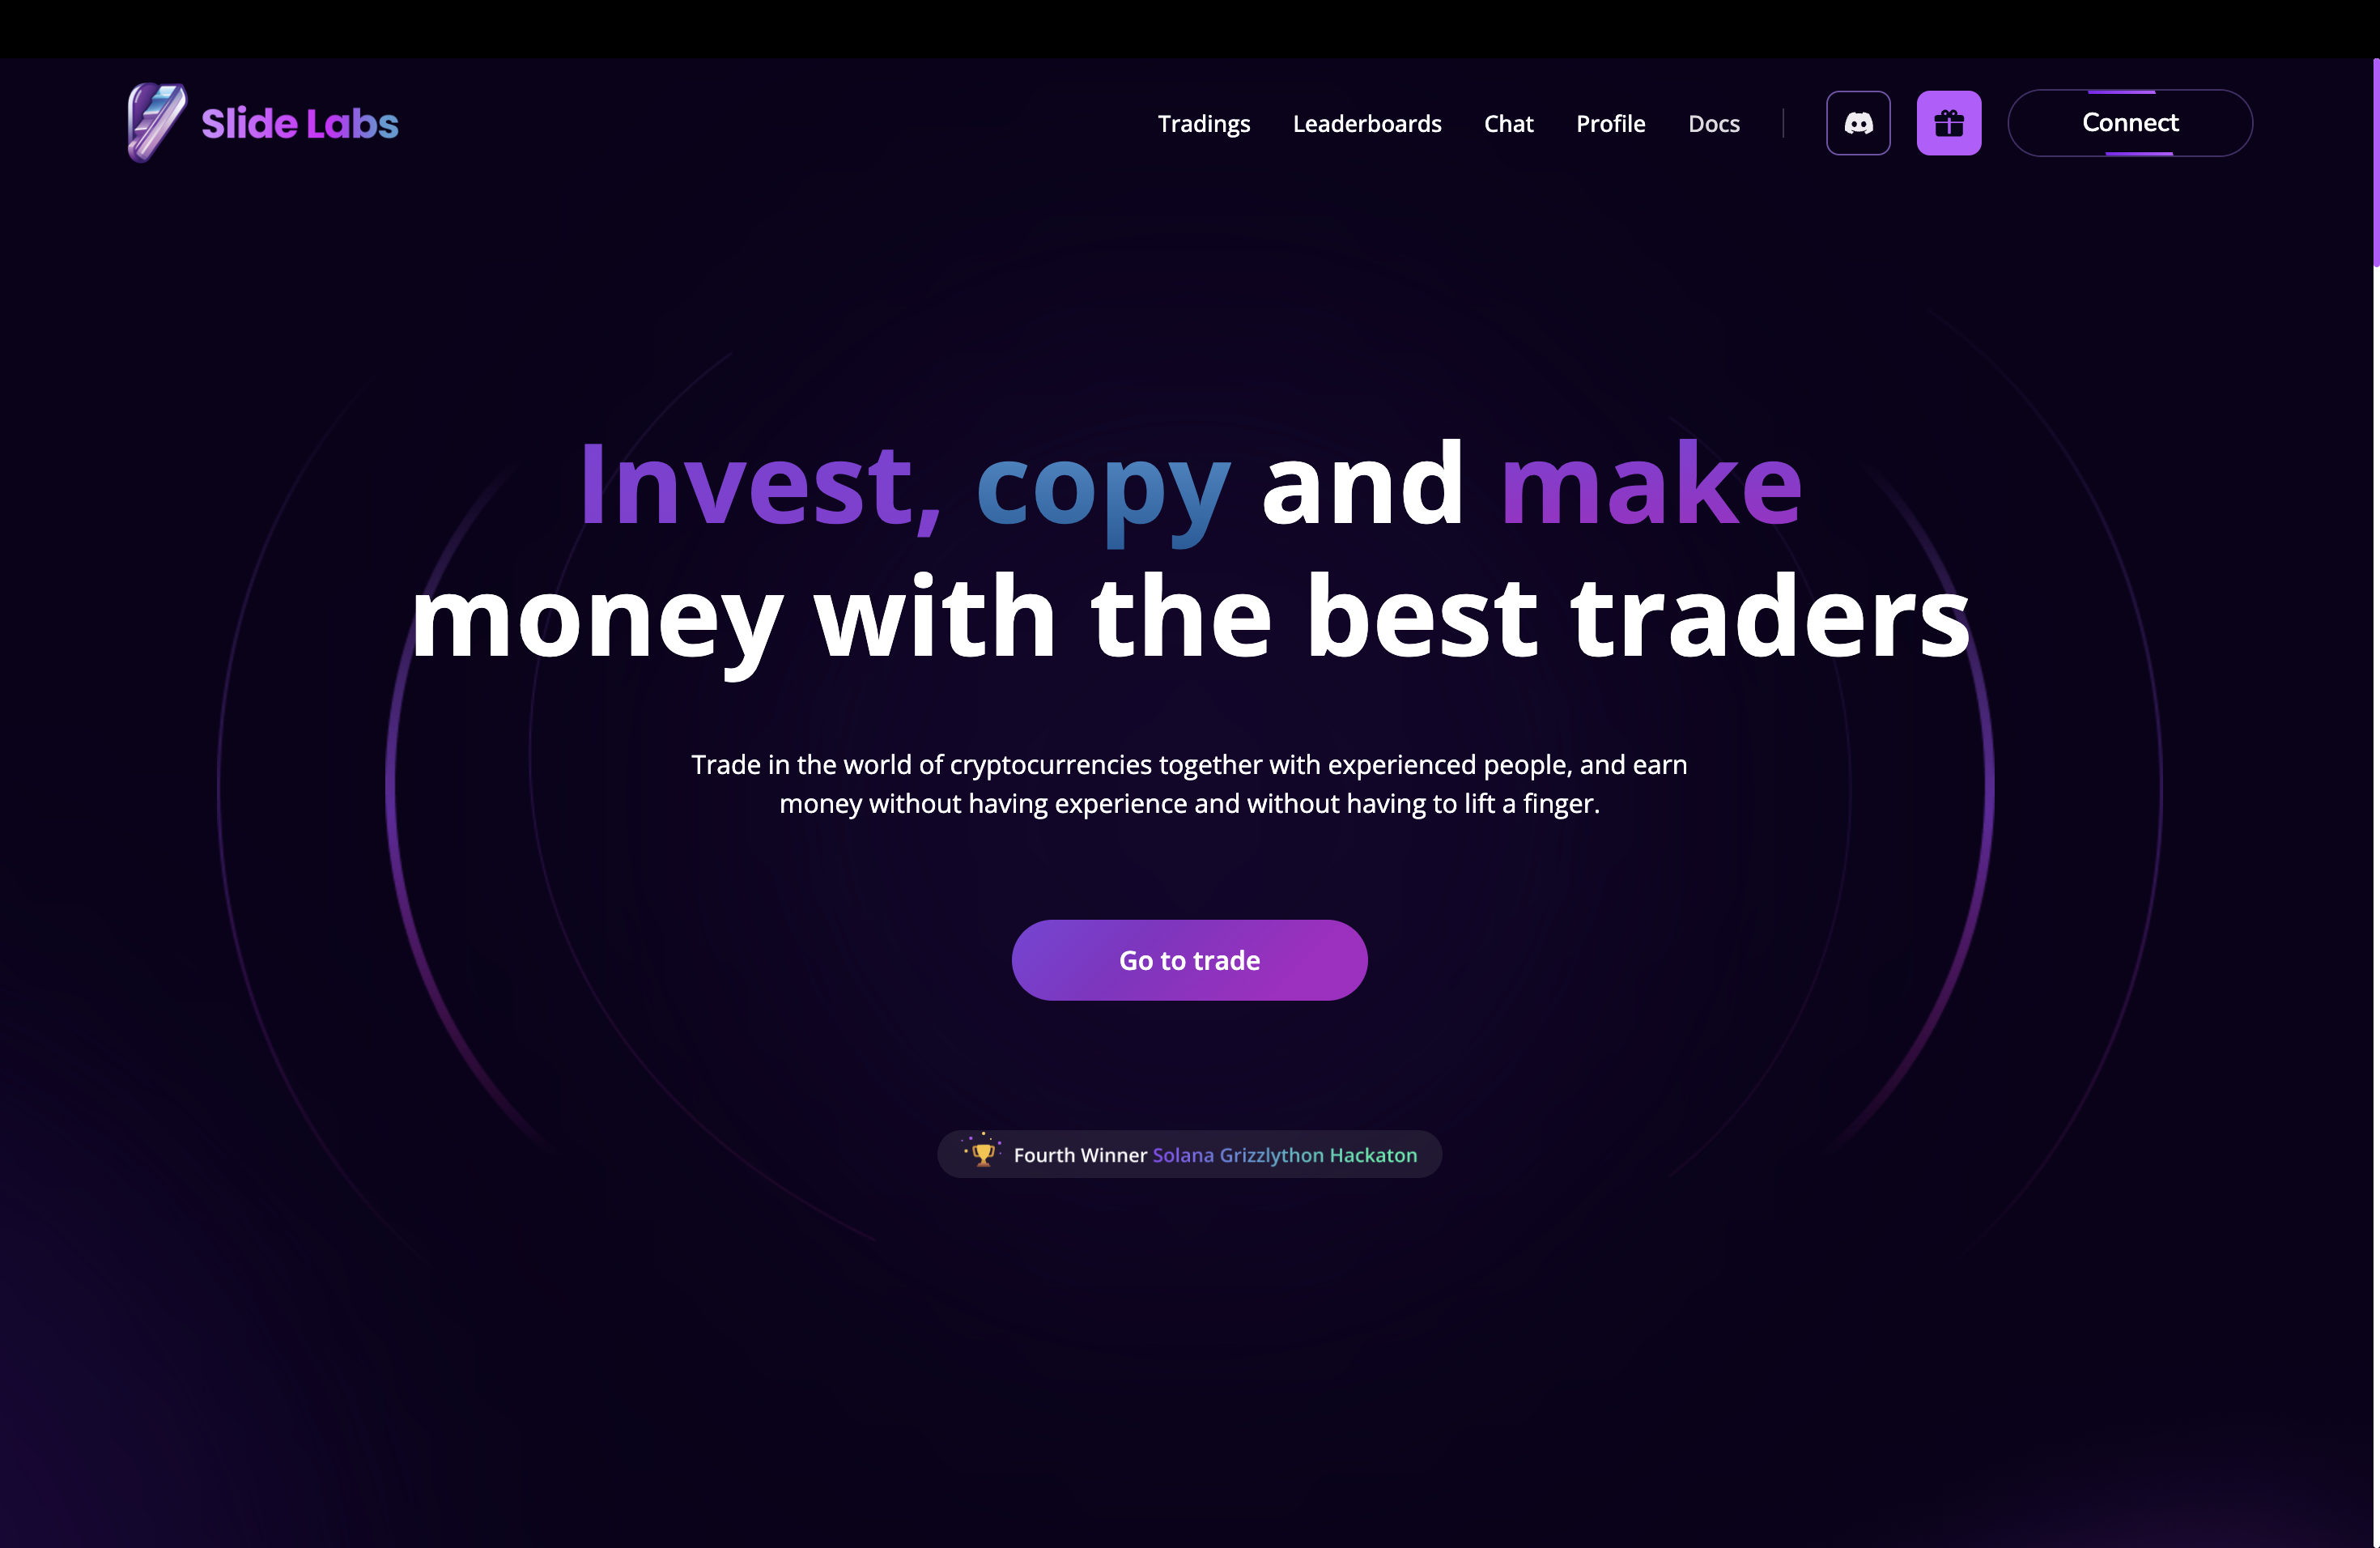 Slide Labs
Tradings Leaderboards Chat Profile Docs Connect
Invest, copy and make
money with the best traders
Trade in the world of cryptocurrencies together with experienced people, and earn
money without having experience and without having to lift a finger.
Go to trade
Fourth Winner Solana Grizzlython Hackaton